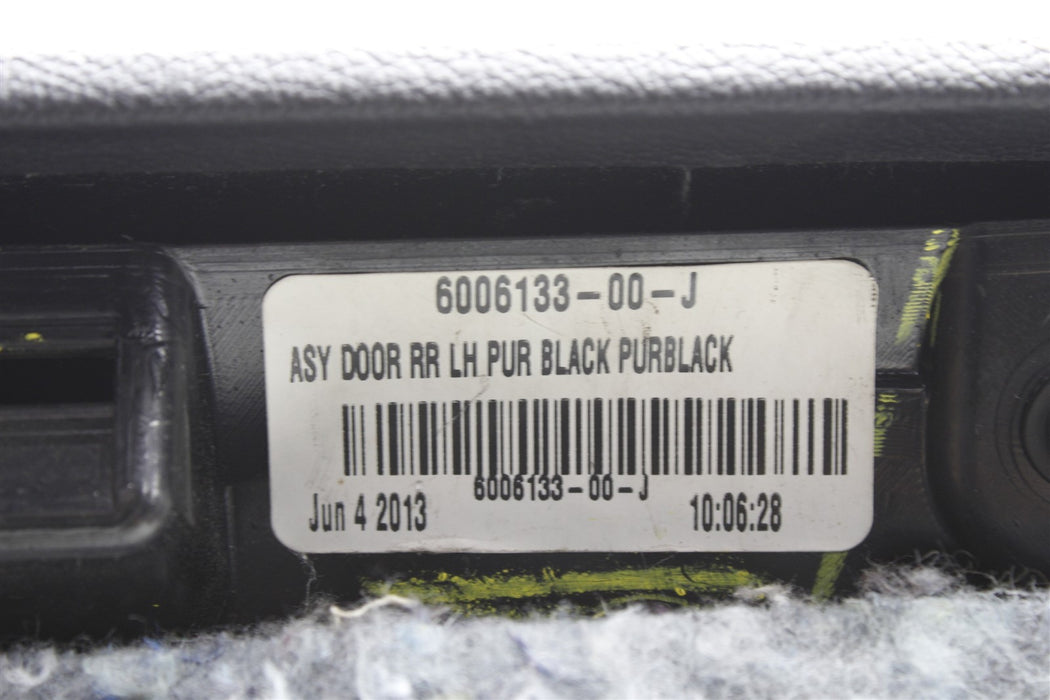 6006133-00-J
ASY DOOR RR LH PUR BLACK PURBLACK
6006133-00-J
Jun 4 2013 10:06:28